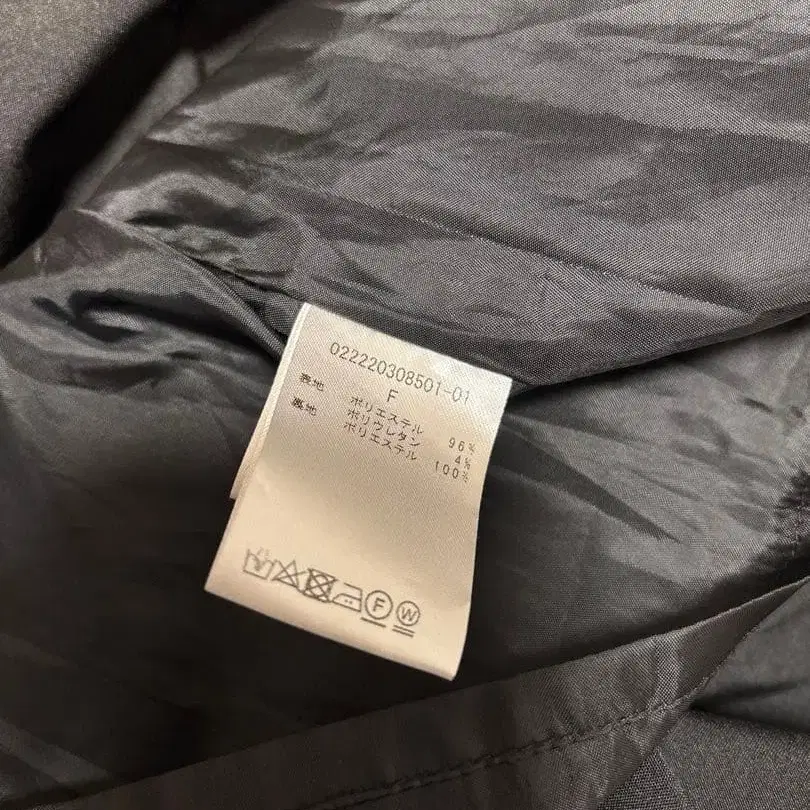 022220308501-01
F
表地 ポリエステル 96%
ポリウレタン 4%
裏地 ポリエステル 100%
F W